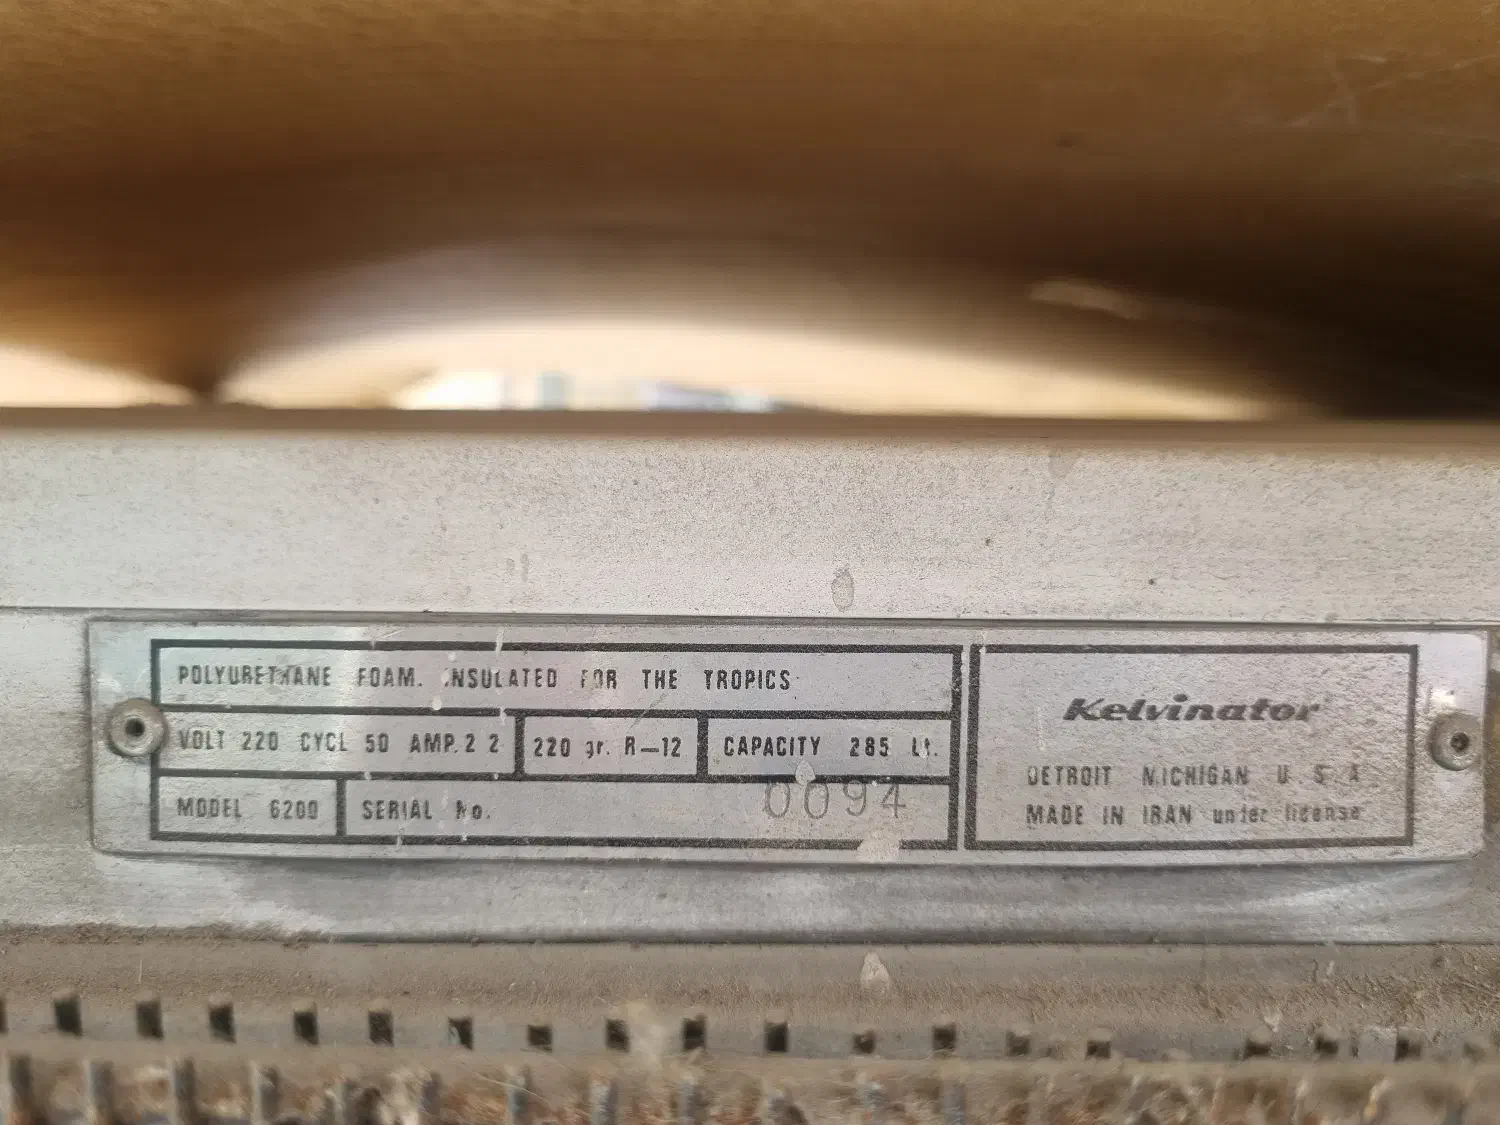 POLYURETHANE FOAM. INSULATED FOR THE TROPICS
VOLT 220 CYCL 50 AMP. 2 2
220 gr. R-12
CAPACITY 285 Lt.
MODEL 6200
SERIAL No. 0094
Kelvinator
DETROIT MICHIGAN U S A
MADE IN IRAN under license